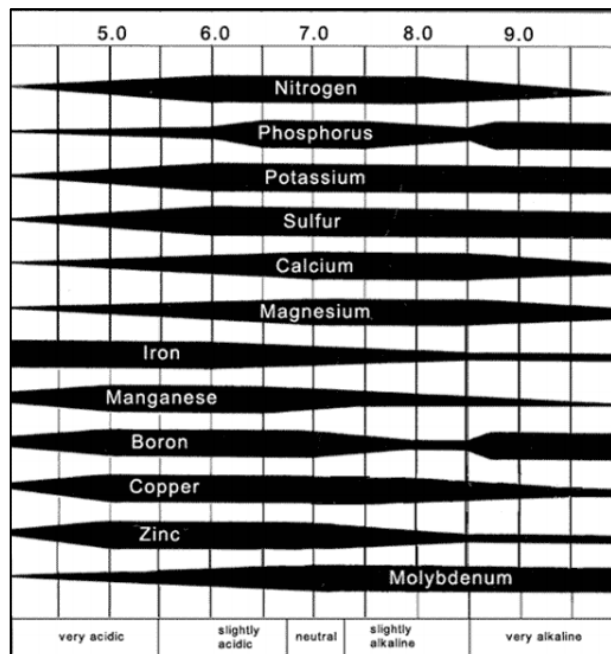 5.0 6.0 7.0 8.0 9.0
Nitrogen
Phosphorus
Potassium
Sulfur
Calcium
Magnesium
Iron
Manganese
Boron
Copper
Zinc
Molybdenum
very acidic slightly acidic neutral slightly alkaline very alkaline